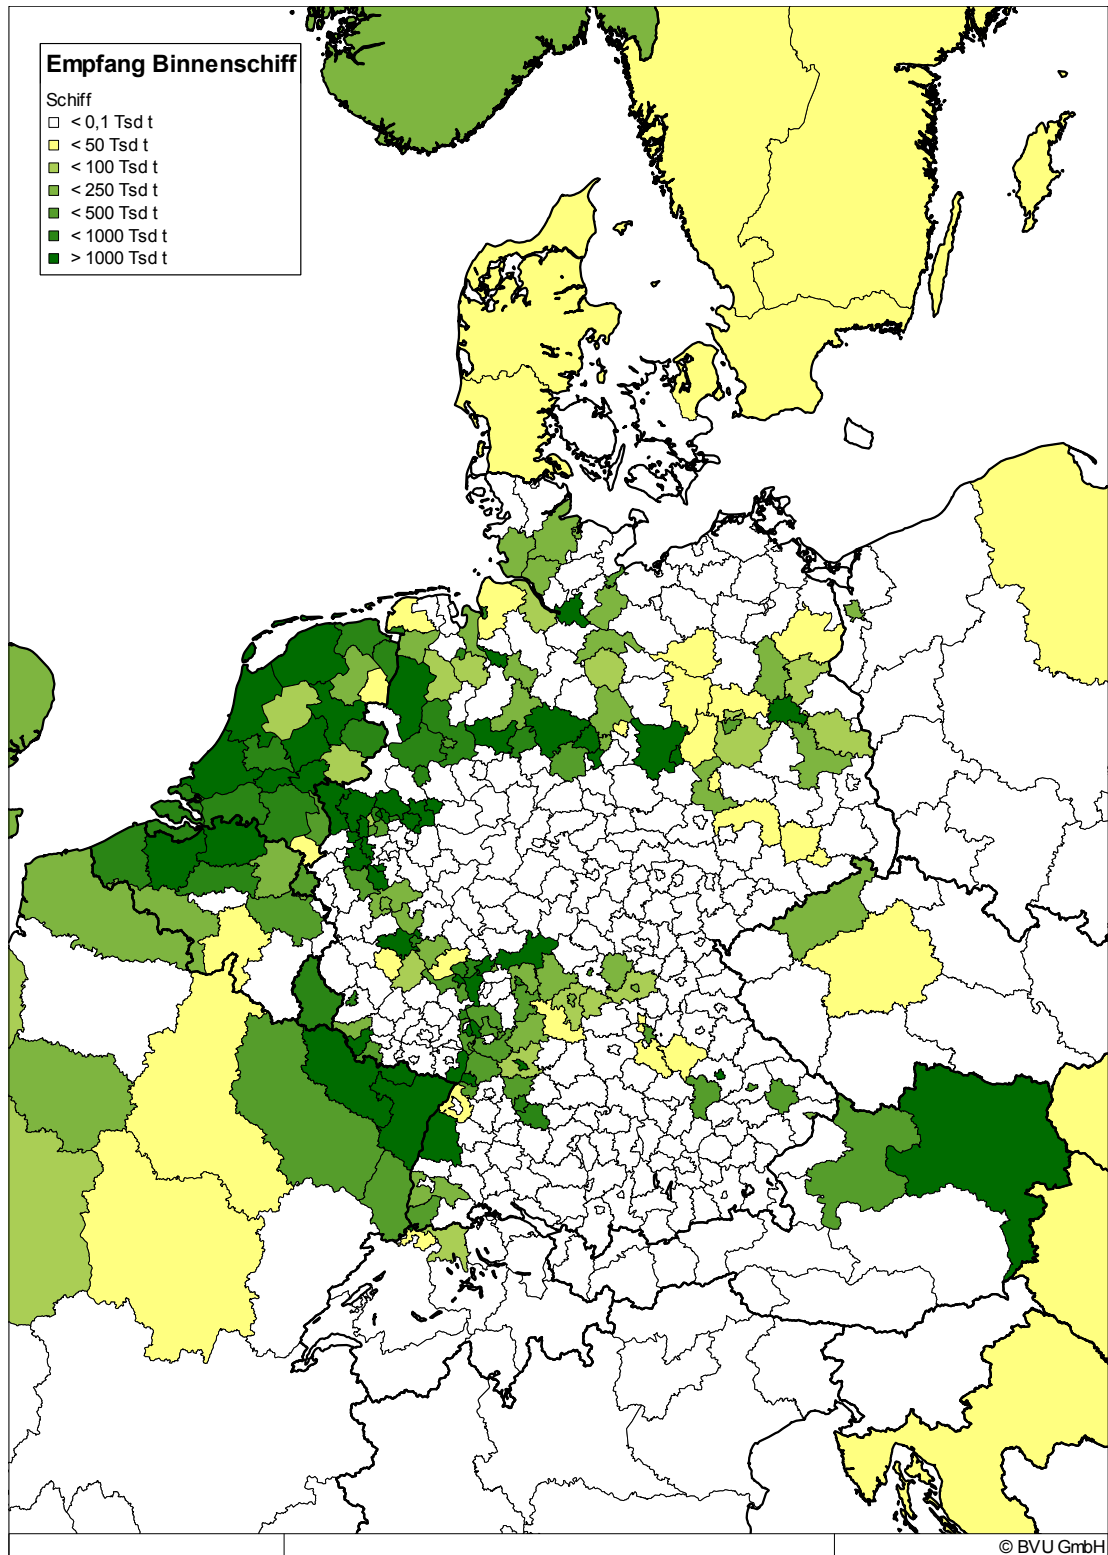 Empfang Binnenschiff
Schiff
< 0,1 Tsd t
< 50 Tsd t
< 100 Tsd t
< 250 Tsd t
< 500 Tsd t
< 1000 Tsd t
> 1000 Tsd t
© BVU GmbH